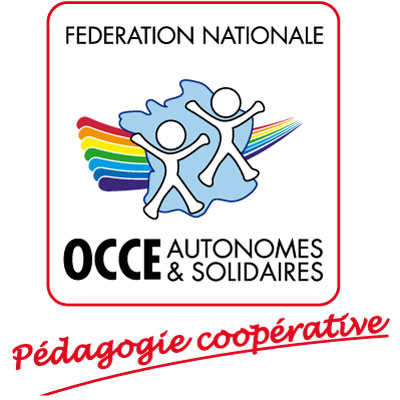 FEDERATION NATIONALE
OCCE AUTONOMES
& SOLIDAIRES
Pédagogie coopérative